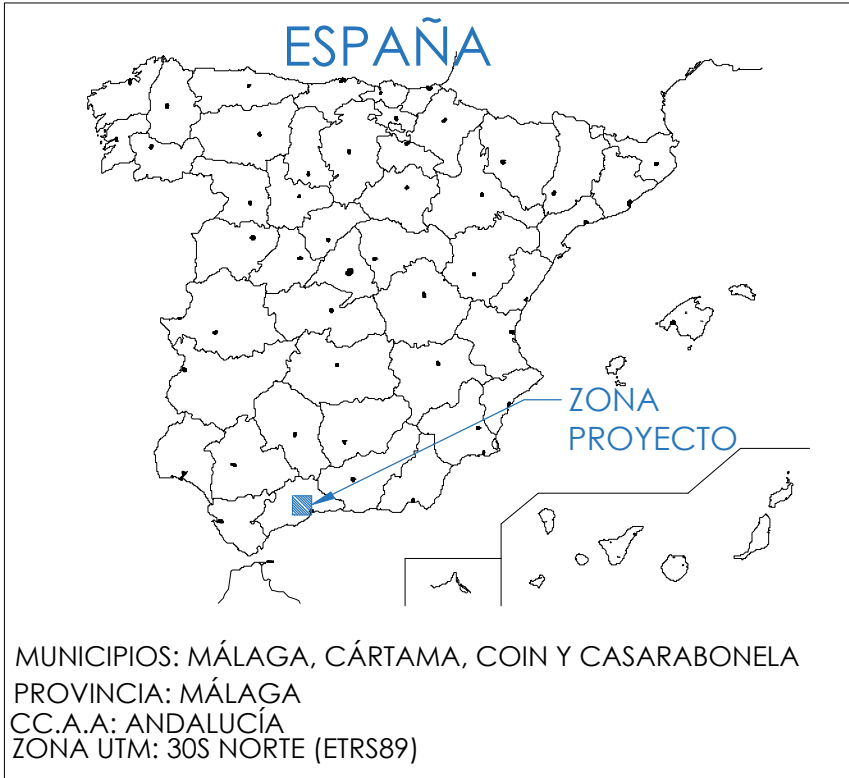 ESPAÑA
ZONA
PROYECTO
MUNICIPIOS: MÁLAGA, CÁRTAMA, COIN Y CASARABONELA
PROVINCIA: MÁLAGA
CC.A.A: ANDALUCÍA
ZONA UTM: 30S NORTE (ETRS89)